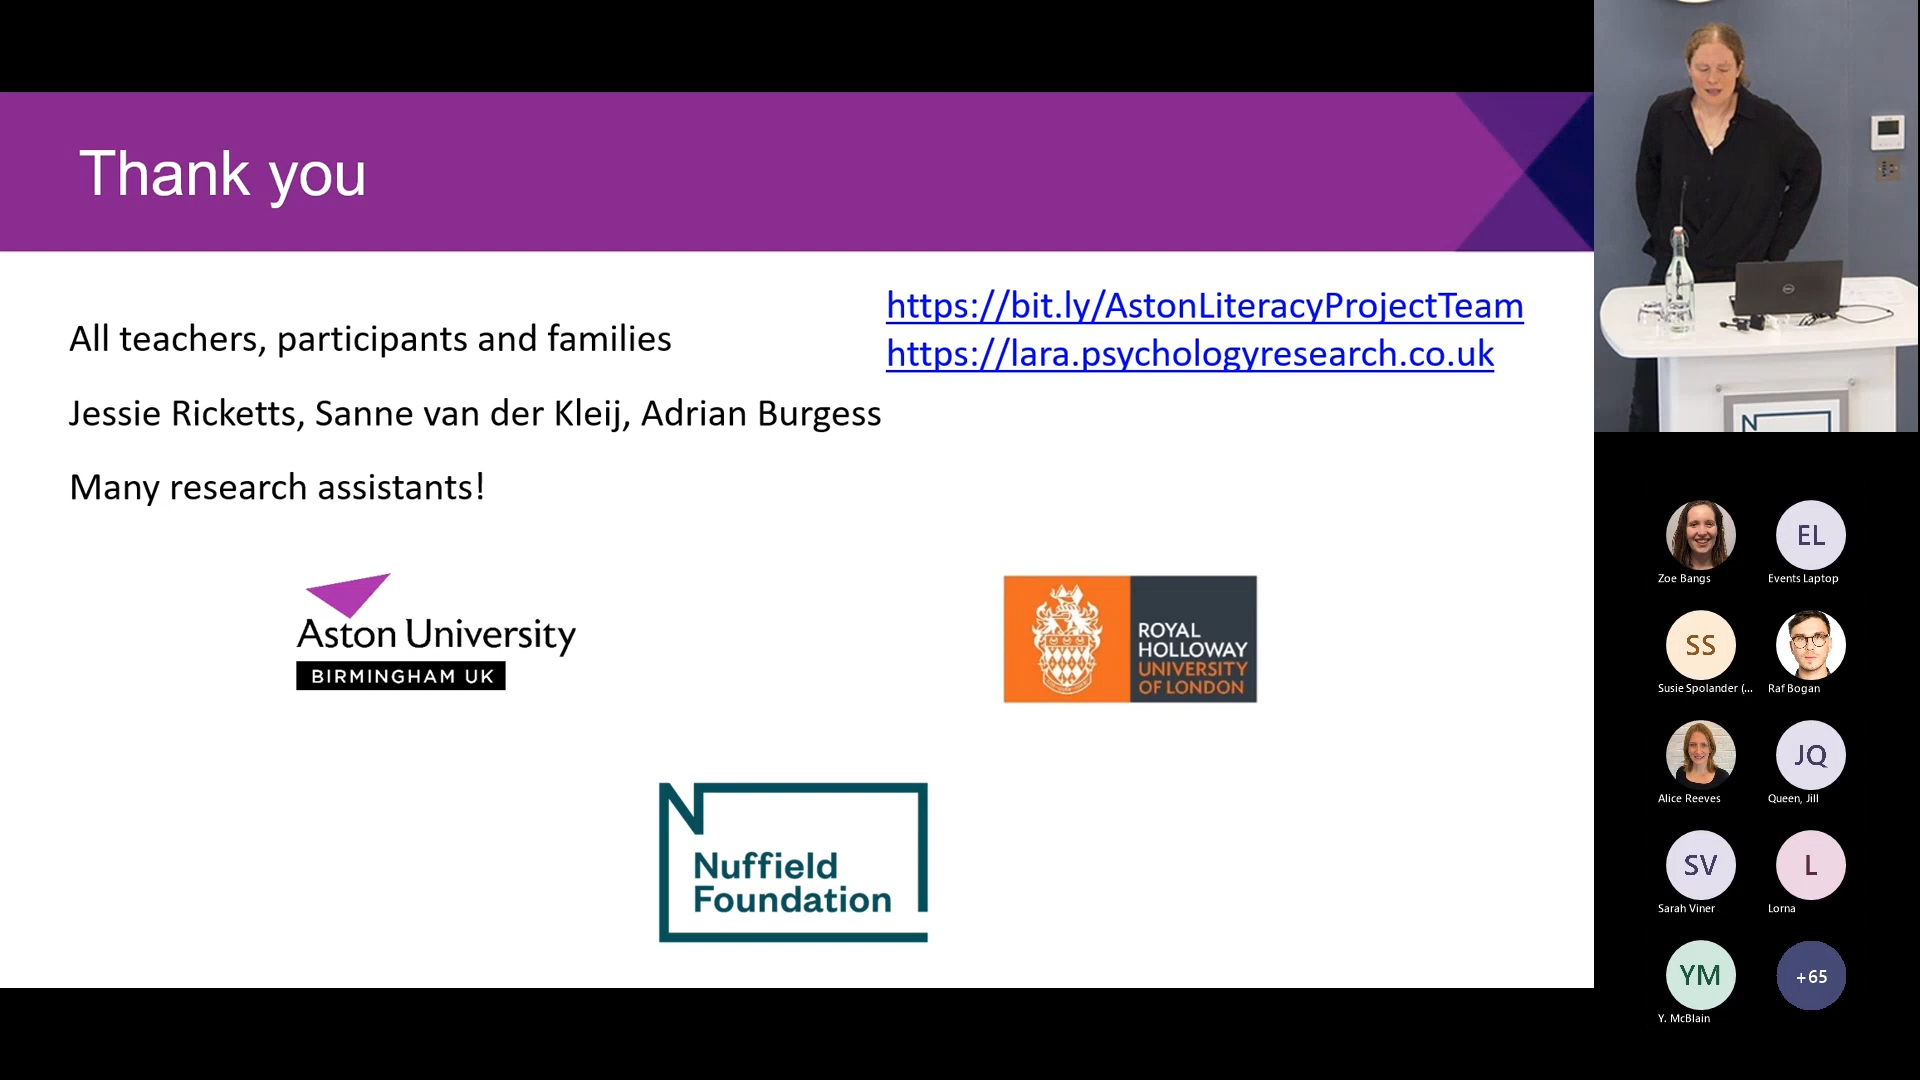 Thank you
https://bit.ly/AstonLiteracyProjectTeam
https://lara.psychologyresearch.co.uk
All teachers, participants and families
Jessie Ricketts, Sanne van der Kleij, Adrian Burgess
Many research assistants!
Aston University
BIRMINGHAM UK
ROYAL
HOLLOWAY
UNIVERSITY
OF LONDON
Nuffield
Foundation
Zoe Bangs
EL
Events Laptop
SS
Susie Spolander (...
Raf Bogan
Alice Reeves
JQ
Queen, Jill
SV
Sarah Viner
L
Lorna
YM
Y. McBlain
+65